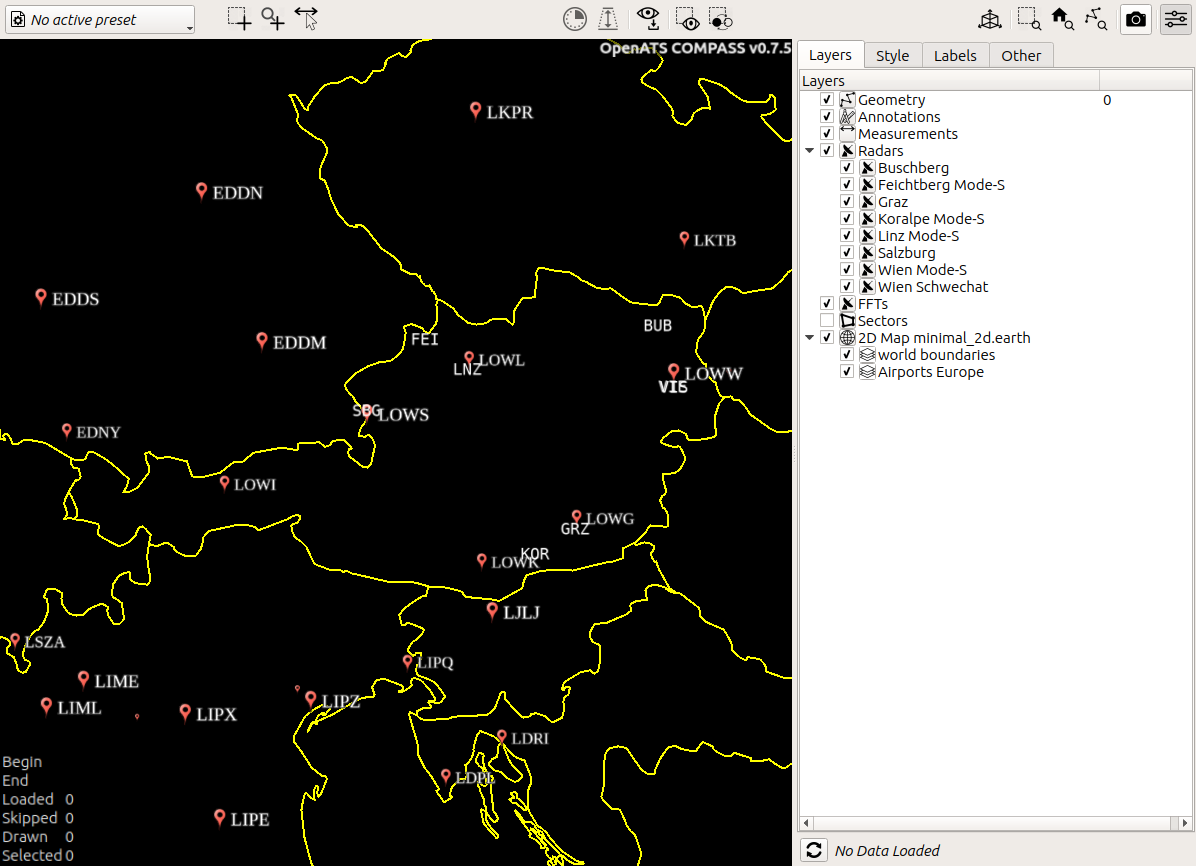 No active preset
OpenATS COMPASS v0.7.5
LKPR
EDDN
LKTB
EDDS
BUB
FEI
EDDM
LOWL
LNZ
LOWW
SBG
LOWS
EDNY
LOWI
LOWG
GRZ
KOR
LOWK
LJLJ
LSZA
LIPQ
LIME
LIPZ
LIML
LIPX
LDRI
LDPL
LIPE
Begin
End
Loaded 0
Skipped 0
Drawn 0
Selected 0
Layers Style Labels Other
Layers
Geometry 0
Annotations
Measurements
Radars
Buschberg
Feichtberg Mode-S
Graz
Koralpe Mode-S
Linz Mode-S
Salzburg
Wien Mode-S
Wien Schwechat
FFTs
Sectors
2D Map minimal_2d.earth
world boundaries
Airports Europe
No Data Loaded